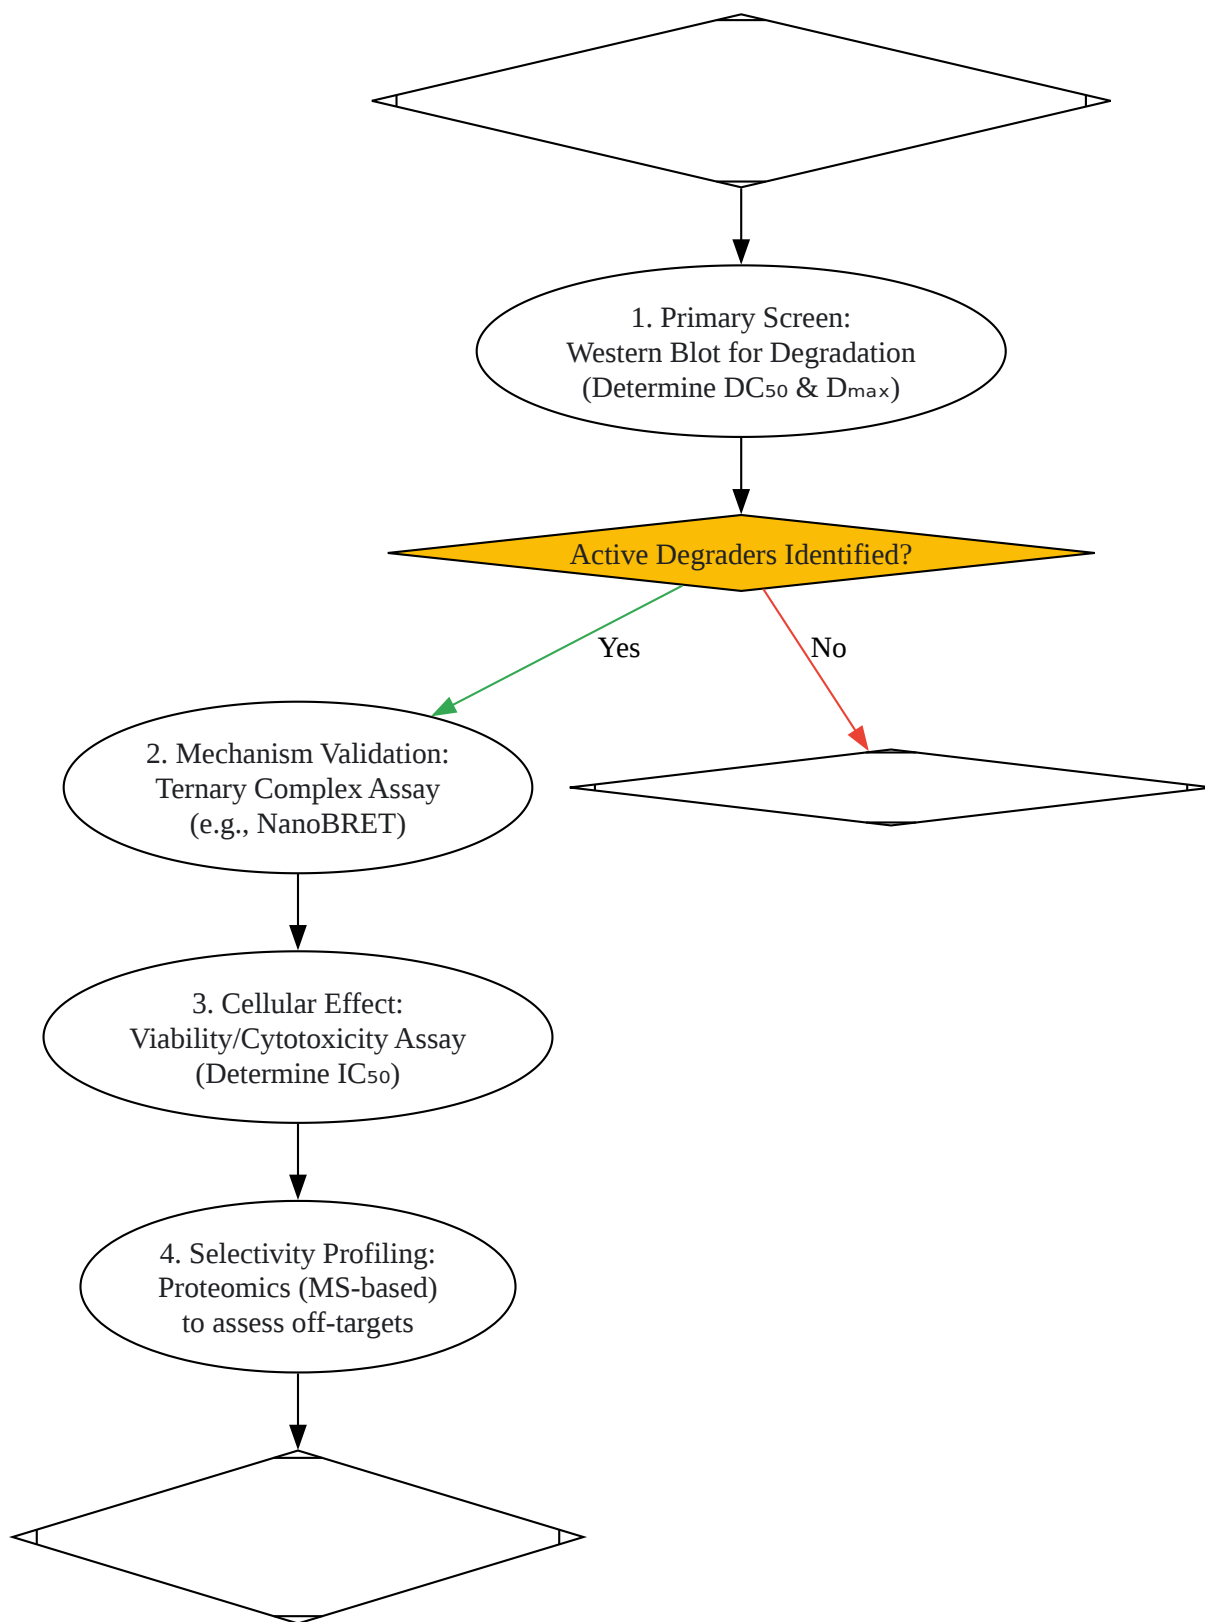 1. Primary Screen:
Western Blot for Degradation
(Determine DC₅₀ & Dₘₐₓ)
Active Degraders Identified?
Yes
No
2. Mechanism Validation:
Ternary Complex Assay
(e.g., NanoBRET)
3. Cellular Effect:
Viability/Cytotoxicity Assay
(Determine IC₅₀)
4. Selectivity Profiling:
Proteomics (MS-based)
to assess off-targets